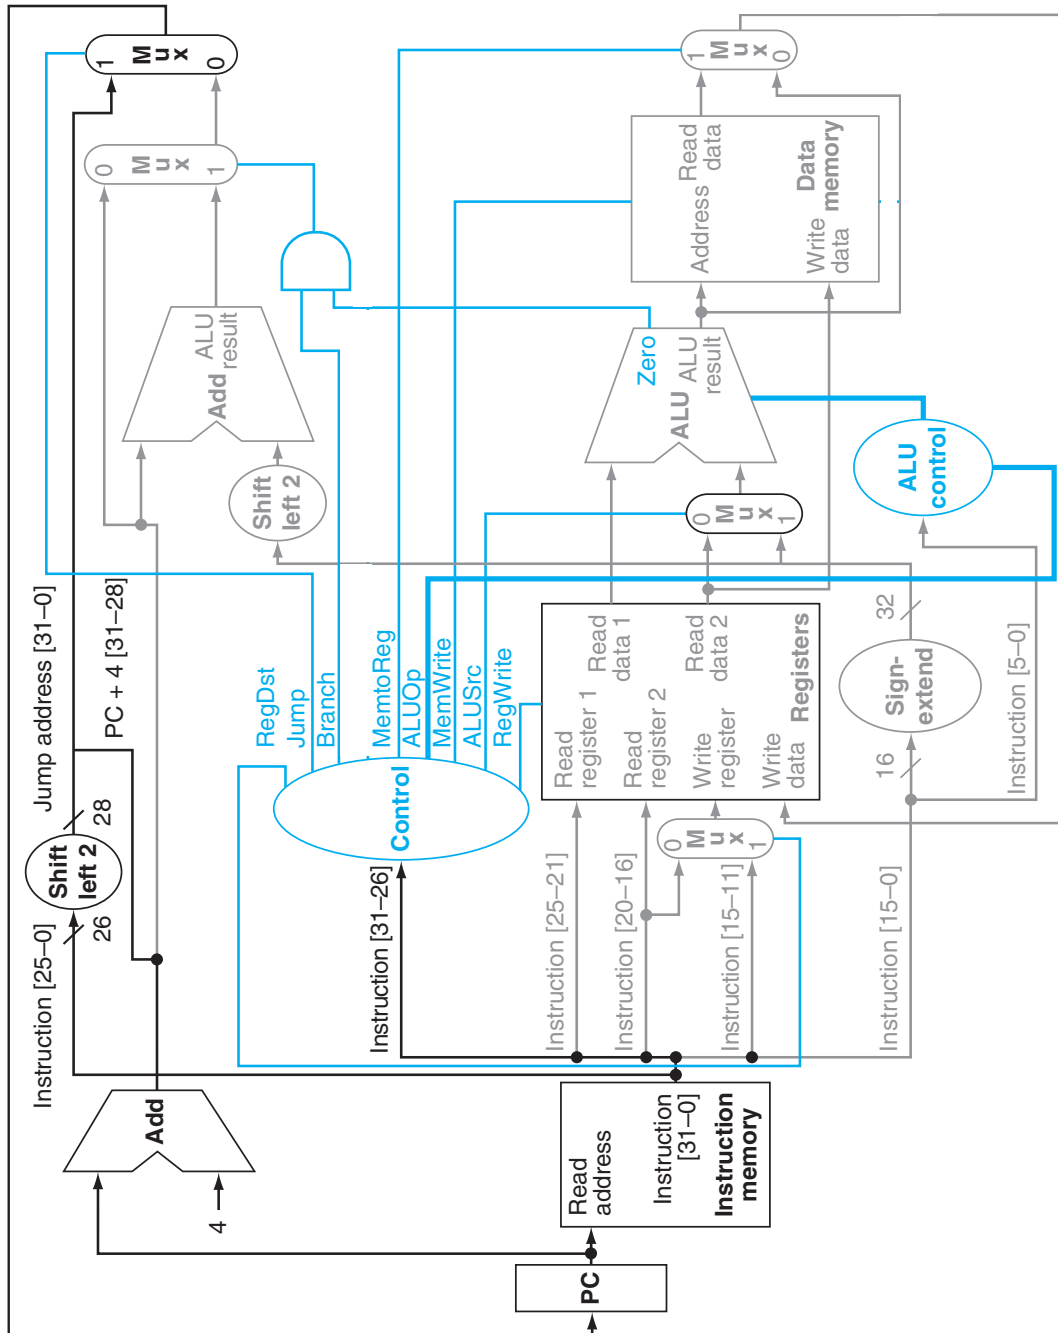 PC
4
Add
Read
address
Instruction
[31–0]
Instruction
memory
Instruction [25–0]
26
Shift
left 2
28
Jump address [31–0]
PC + 4 [31–28]
Instruction [31–26]
Control
RegDst
Jump
Branch
MemtoReg
ALUOp
MemWrite
ALUSrc
RegWrite
Instruction [25–21]
Instruction [20–16]
Instruction [15–11]
Instruction [15–0]
Instruction [5–0]
0
M
u
x
1
Read
register 1
Read
register 2
Write
register
Write
data
Read
data 1
Read
data 2
Registers
16
Sign-
extend
32
Shift
left 2
Add
ALU
result
0
M
u
x
1
ALU
Zero
ALU
result
ALU
control
0
M
u
x
1
1
M
u
x
0
Address
Read
data
Write
data
Data
memory
1
M
u
x
0